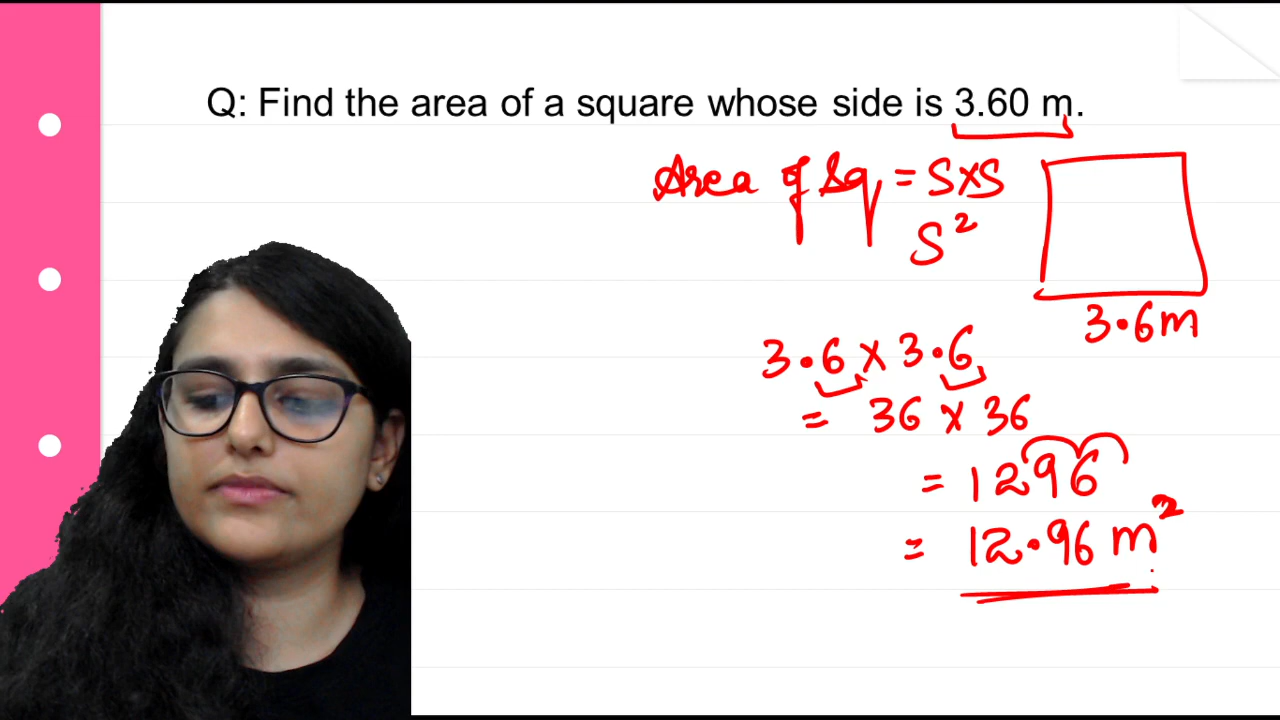 Q: Find the area of a square whose side is 3.60 m.
Area of Sq = S×S
S²
3.6m
3.6 × 3.6
= 36 × 36
= 1296
= 12.96 m²